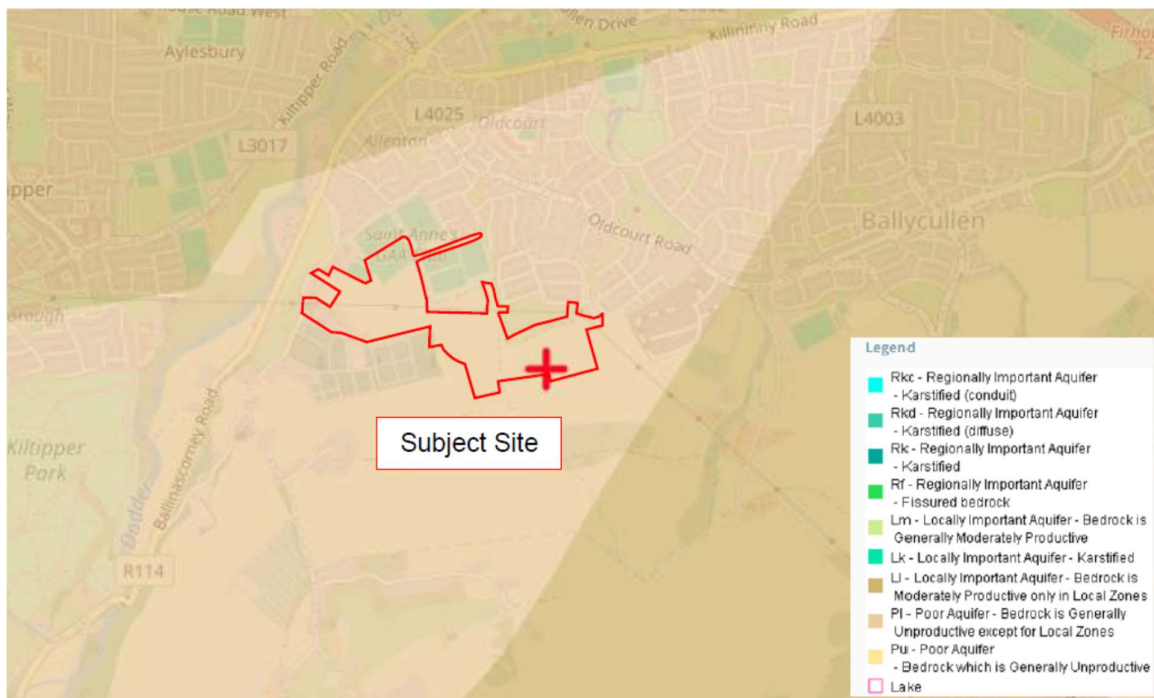 ouse Road West
Aylesbury
Kiltipper Road
Killininny Road
L4025
Oldcourt
Allenton
L3017
L4003
Oldcourt Road
Ballycullen
Saint Anne's
Subject Site
Kiltipper
Park
Dodder
Ballinascorney Road
R114
Legend
Rkc - Regionally Important Aquifer
- Karstified (conduit)
Rkd - Regionally Important Aquifer
- Karstified (diffuse)
Rk - Regionally Important Aquifer
- Karstified
Rf - Regionally Important Aquifer
- Fissured bedrock
Lm - Locally Important Aquifer - Bedrock is
Generally Moderately Productive
Lk - Locally Important Aquifer - Karstified
Ll - Locally Important Aquifer - Bedrock is
Moderately Productive only in Local Zones
Pl - Poor Aquifer - Bedrock is Generally
Unproductive except for Local Zones
Pu - Poor Aquifer
- Bedrock which is Generally Unproductive
Lake